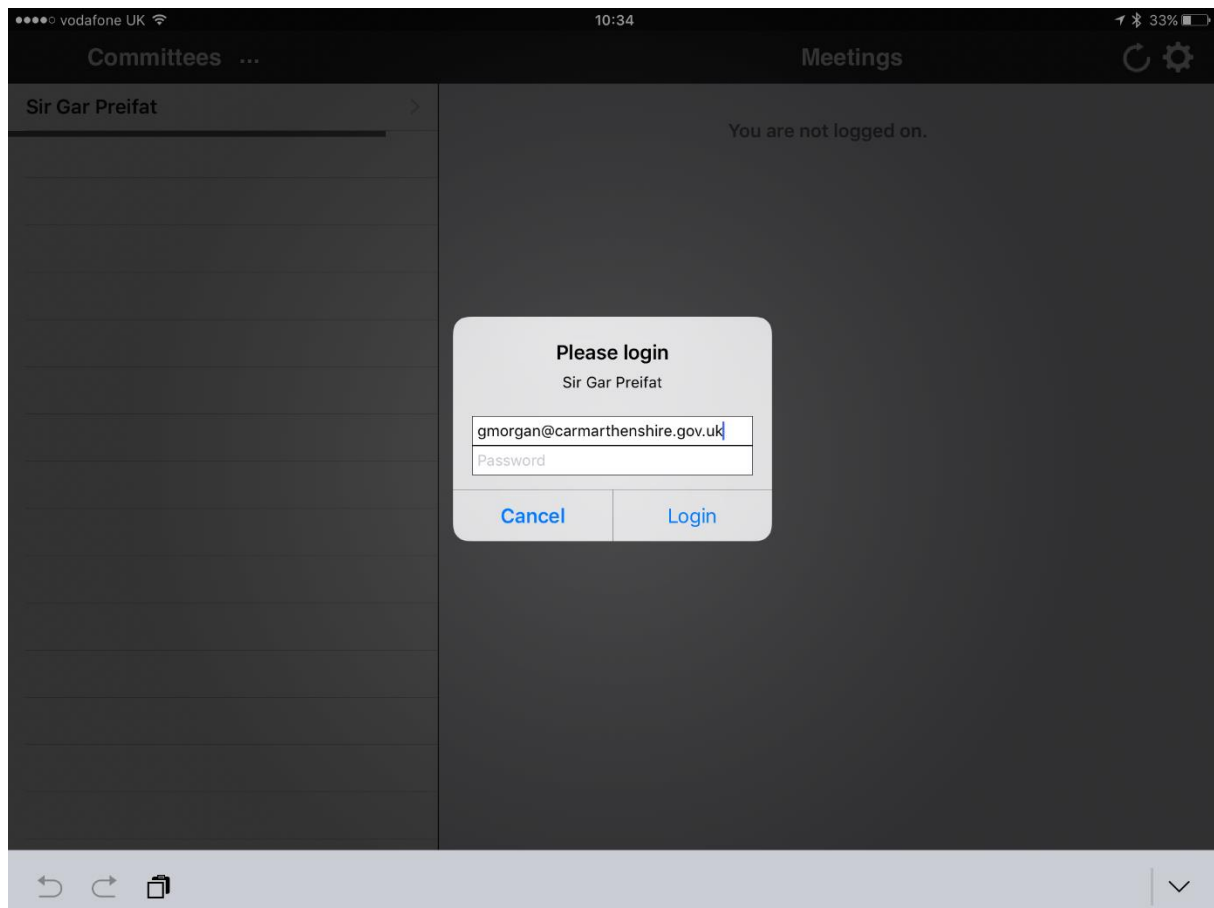 vodafone UK 10:34 33%
Committees ... Meetings
Sir Gar Preifat
You are not logged on.
Please login
Sir Gar Preifat
gmorgan@carmarthenshire.gov.uk
Password
Cancel Login